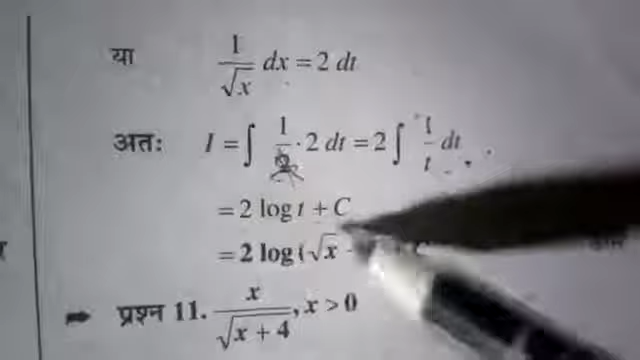 या 1/√x dx = 2 dt
अतः I = ∫ 1/t · 2 dt = 2 ∫ 1/t dt
= 2 log t + C
= 2 log (√x -
प्रश्न 11. x/√(x + 4), x > 0